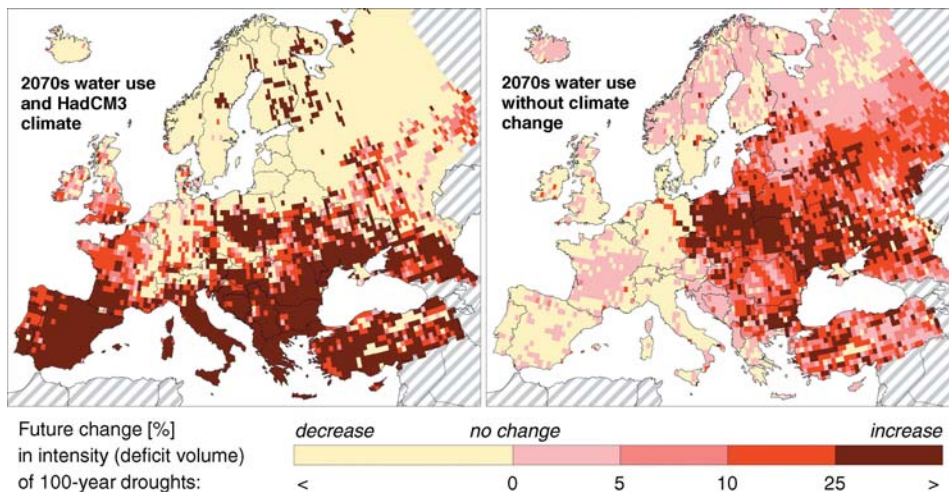 2070s water use
and HadCM3
climate
2070s water use
without climate
change
Future change [%]
in intensity (deficit volume)
of 100-year droughts:
decrease no change increase
< 0 5 10 25 >